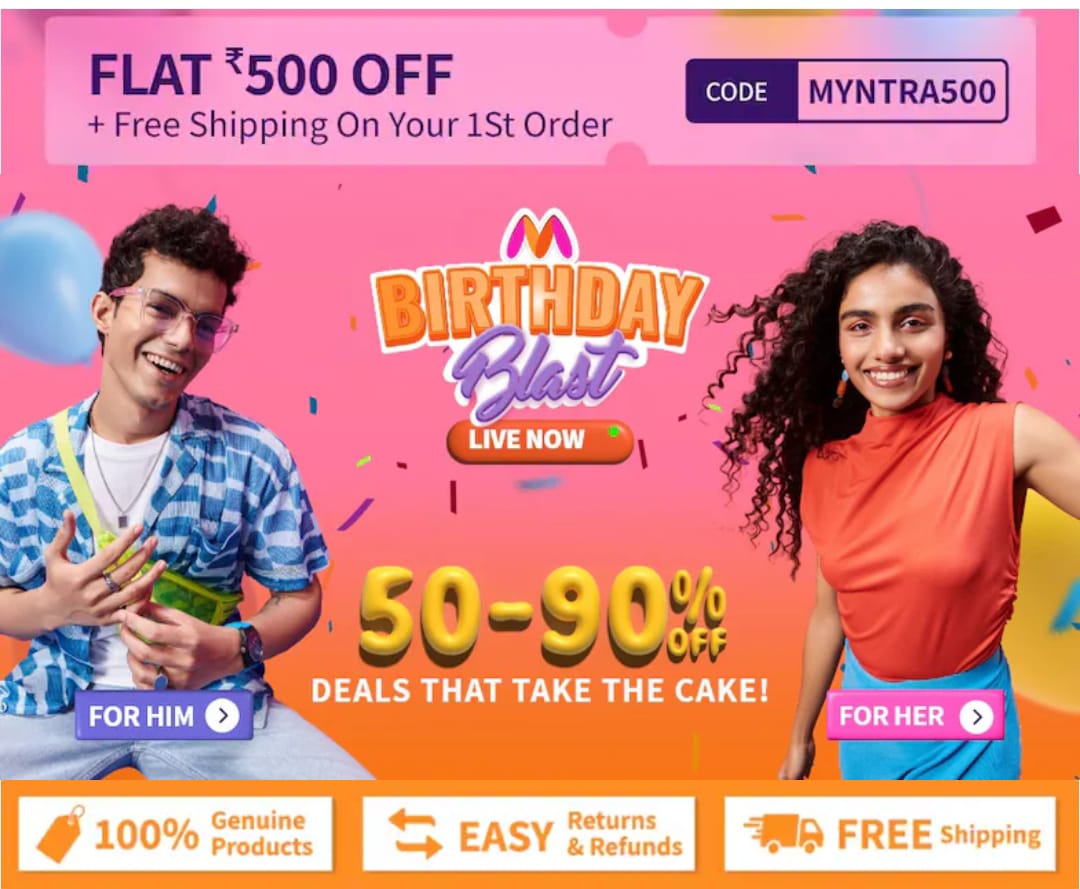 FLAT ₹500 OFF
+ Free Shipping On Your 1St Order
CODE MYNTRA500
BIRTHDAY
Blast
LIVE NOW
50-90% OFF
DEALS THAT TAKE THE CAKE!
FOR HIM
FOR HER
100% Genuine Products
EASY Returns & Refunds
FREE Shipping